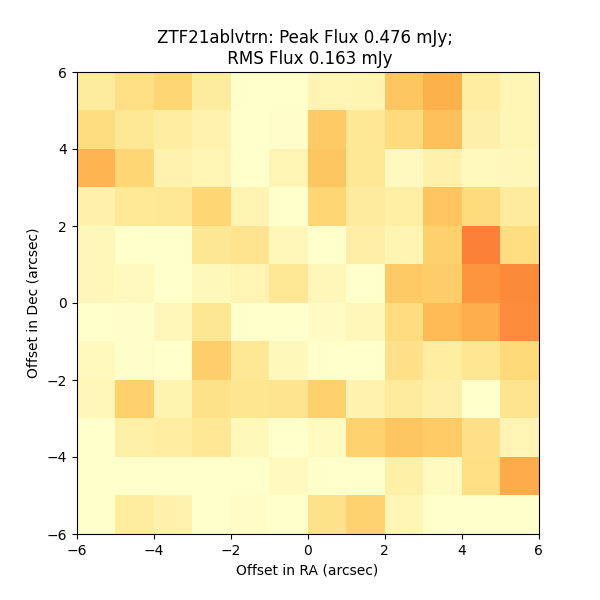 ZTF21ablvtrn: Peak Flux 0.476 mJy;
RMS Flux 0.163 mJy
6
4
2
0
−2
−4
−6
Offset in Dec (arcsec)
−6 −4 −2 0 2 4 6
Offset in RA (arcsec)